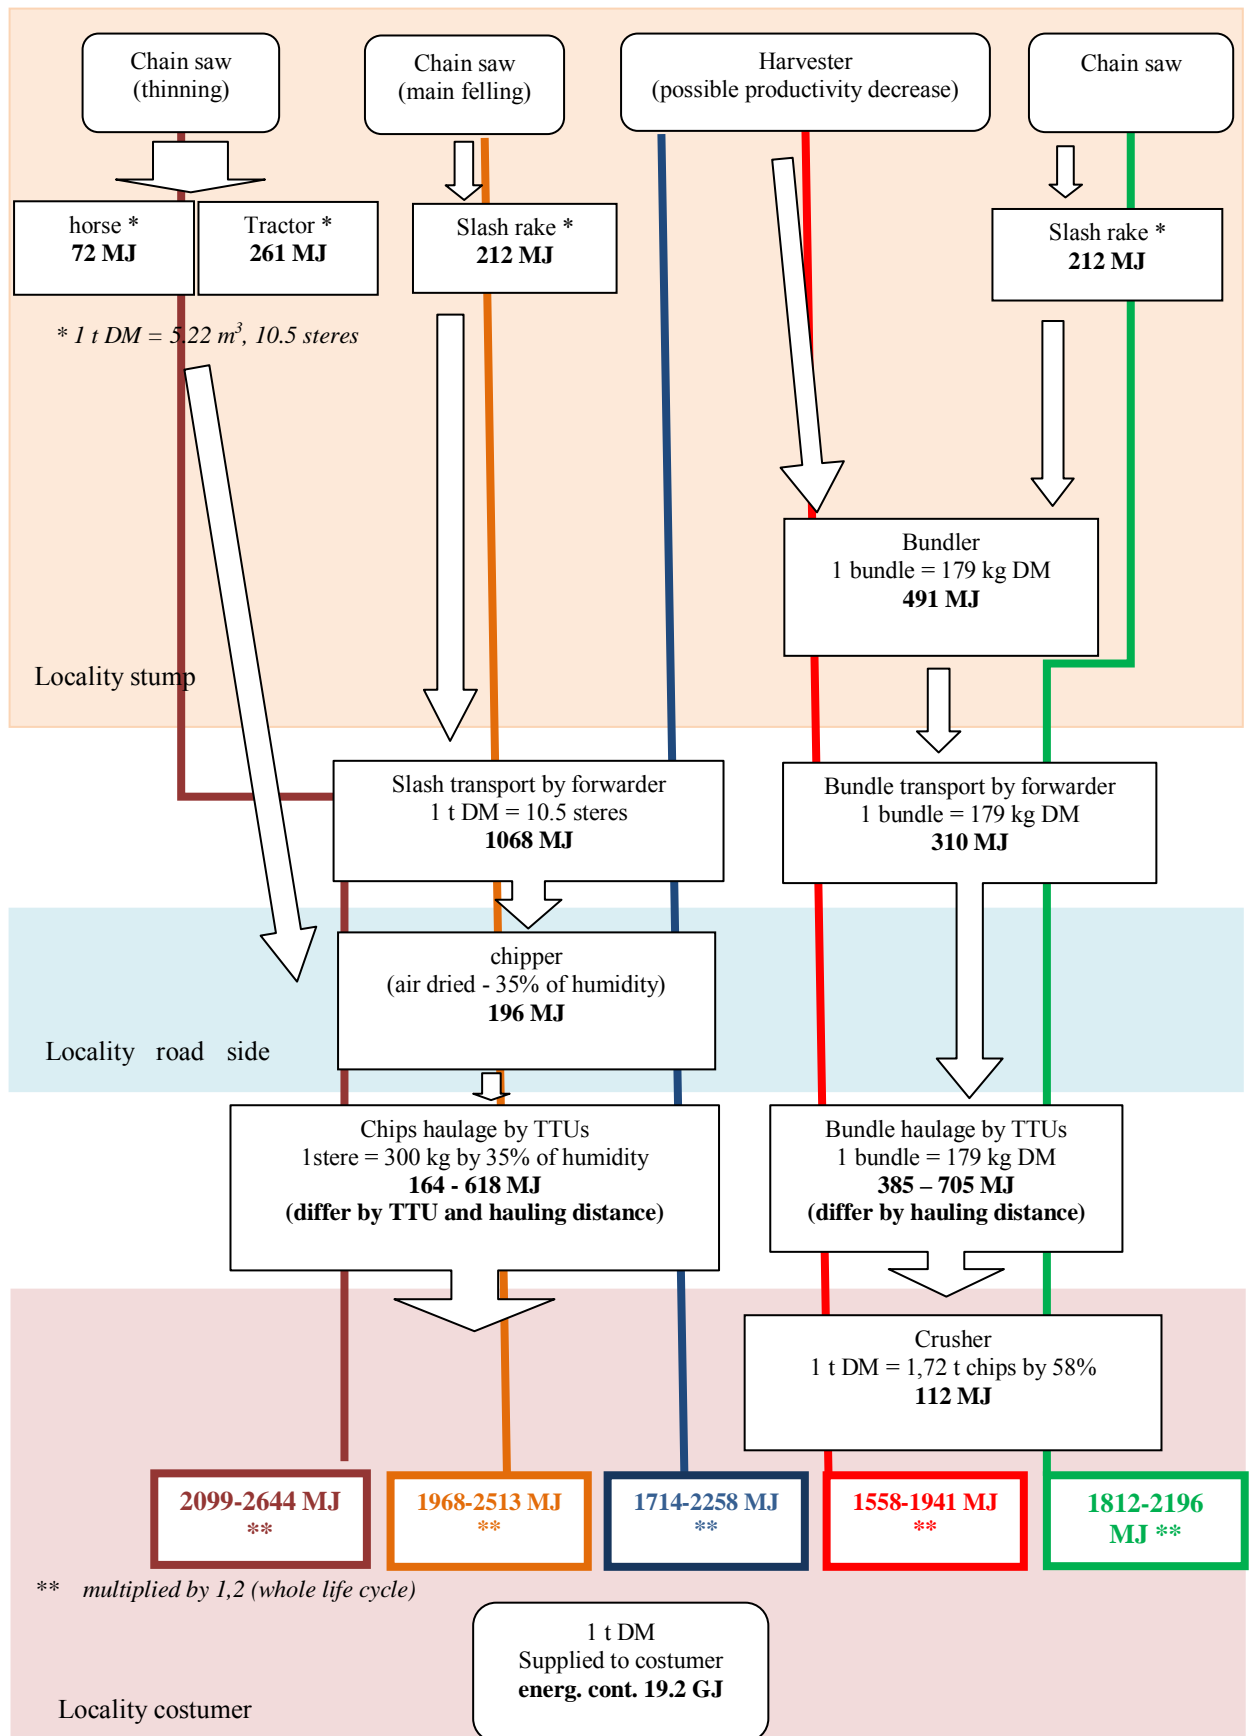 Chain saw
(thinning)
Chain saw
(main felling)
Harvester
(possible productivity decrease)
Chain saw
horse *
72 MJ
Tractor *
261 MJ
Slash rake *
212 MJ
Slash rake *
212 MJ
* 1 t DM = 5.22 m³, 10.5 steres
Bundler
1 bundle = 179 kg DM
491 MJ
Locality stump
Slash transport by forwarder
1 t DM = 10.5 steres
1068 MJ
Bundle transport by forwarder
1 bundle = 179 kg DM
310 MJ
chipper
(air dried - 35% of humidity)
196 MJ
Locality road side
Chips haulage by TTUs
1stere = 300 kg by 35% of humidity
164 - 618 MJ
(differ by TTU and hauling distance)
Bundle haulage by TTUs
1 bundle = 179 kg DM
385 – 705 MJ
(differ by hauling distance)
Crusher
1 t DM = 1,72 t chips by 58%
112 MJ
2099-2644 MJ
**
1968-2513 MJ
**
1714-2258 MJ
**
1558-1941 MJ
**
1812-2196
MJ **
** multiplied by 1,2 (whole life cycle)
1 t DM
Supplied to costumer
energ. cont. 19.2 GJ
Locality costumer